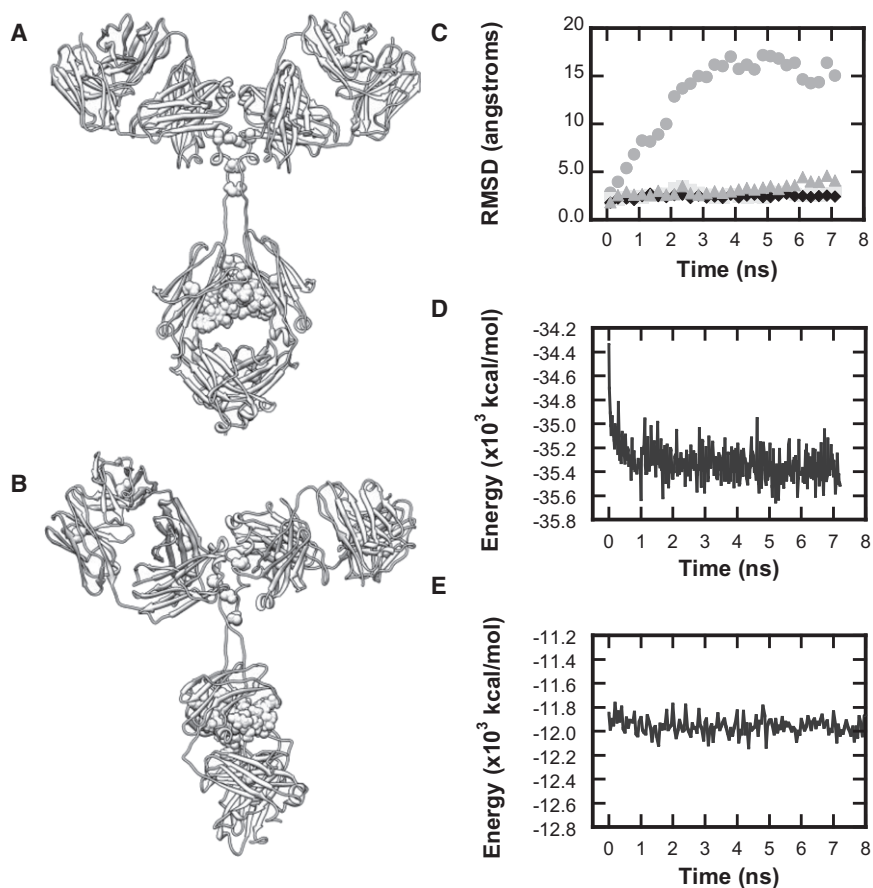 A
B
C
RMSD (angstroms)
20
15
10
5.0
0.0
0 1 2 3 4 5 6 7 8
Time (ns)
D
Energy (x10³ kcal/mol)
-34.2
-34.4
-34.6
-34.8
-35.0
-35.2
-35.4
-35.6
-35.8
0 1 2 3 4 5 6 7 8
Time (ns)
E
Energy (x10³ kcal/mol)
-11.2
-11.4
-11.6
-11.8
-12.0
-12.2
-12.4
-12.6
-12.8
0 1 2 3 4 5 6 7 8
Time (ns)